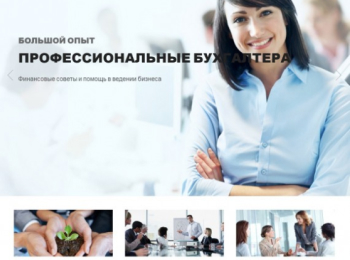 БОЛЬШОЙ ОПЫТ
ПРОФЕССИОНАЛЬНЫЕ БУХГАЛТЕРА
Финансовые советы и помощь в ведении бизнеса